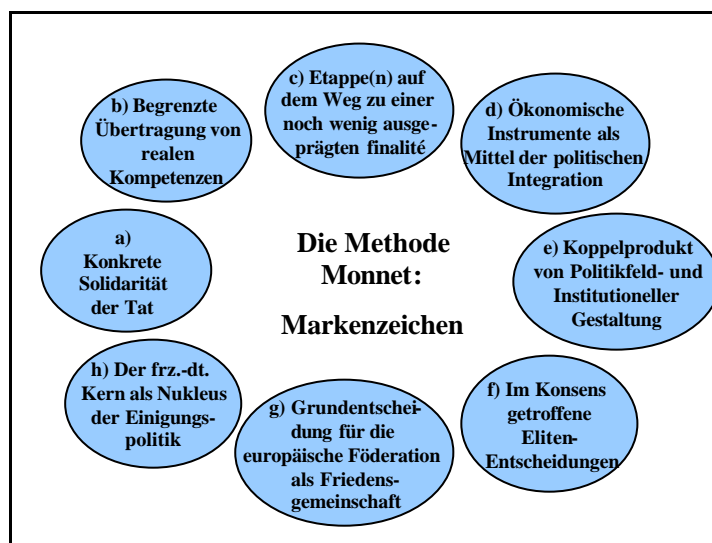 c) Etappe(n) auf
dem Weg zu einer
noch wenig ausge-
prägten finalité
b) Begrenzte
Übertragung von
realen
Kompetenzen
d) Ökonomische
Instrumente als
Mittel der politischen
Integration
a)
Konkrete
Solidarität
der Tat
Die Methode
Monnet:
Markenzeichen
e) Koppelprodukt
von Politikfeld- und
Institutioneller
Gestaltung
h) Der frz.-dt.
Kern als Nukleus
der Einigungs-
politik
g) Grundentschei-
dung für die
europäische Föderation
als Friedens-
gemeinschaft
f) Im Konsens
getroffene
Eliten-
Entscheidungen